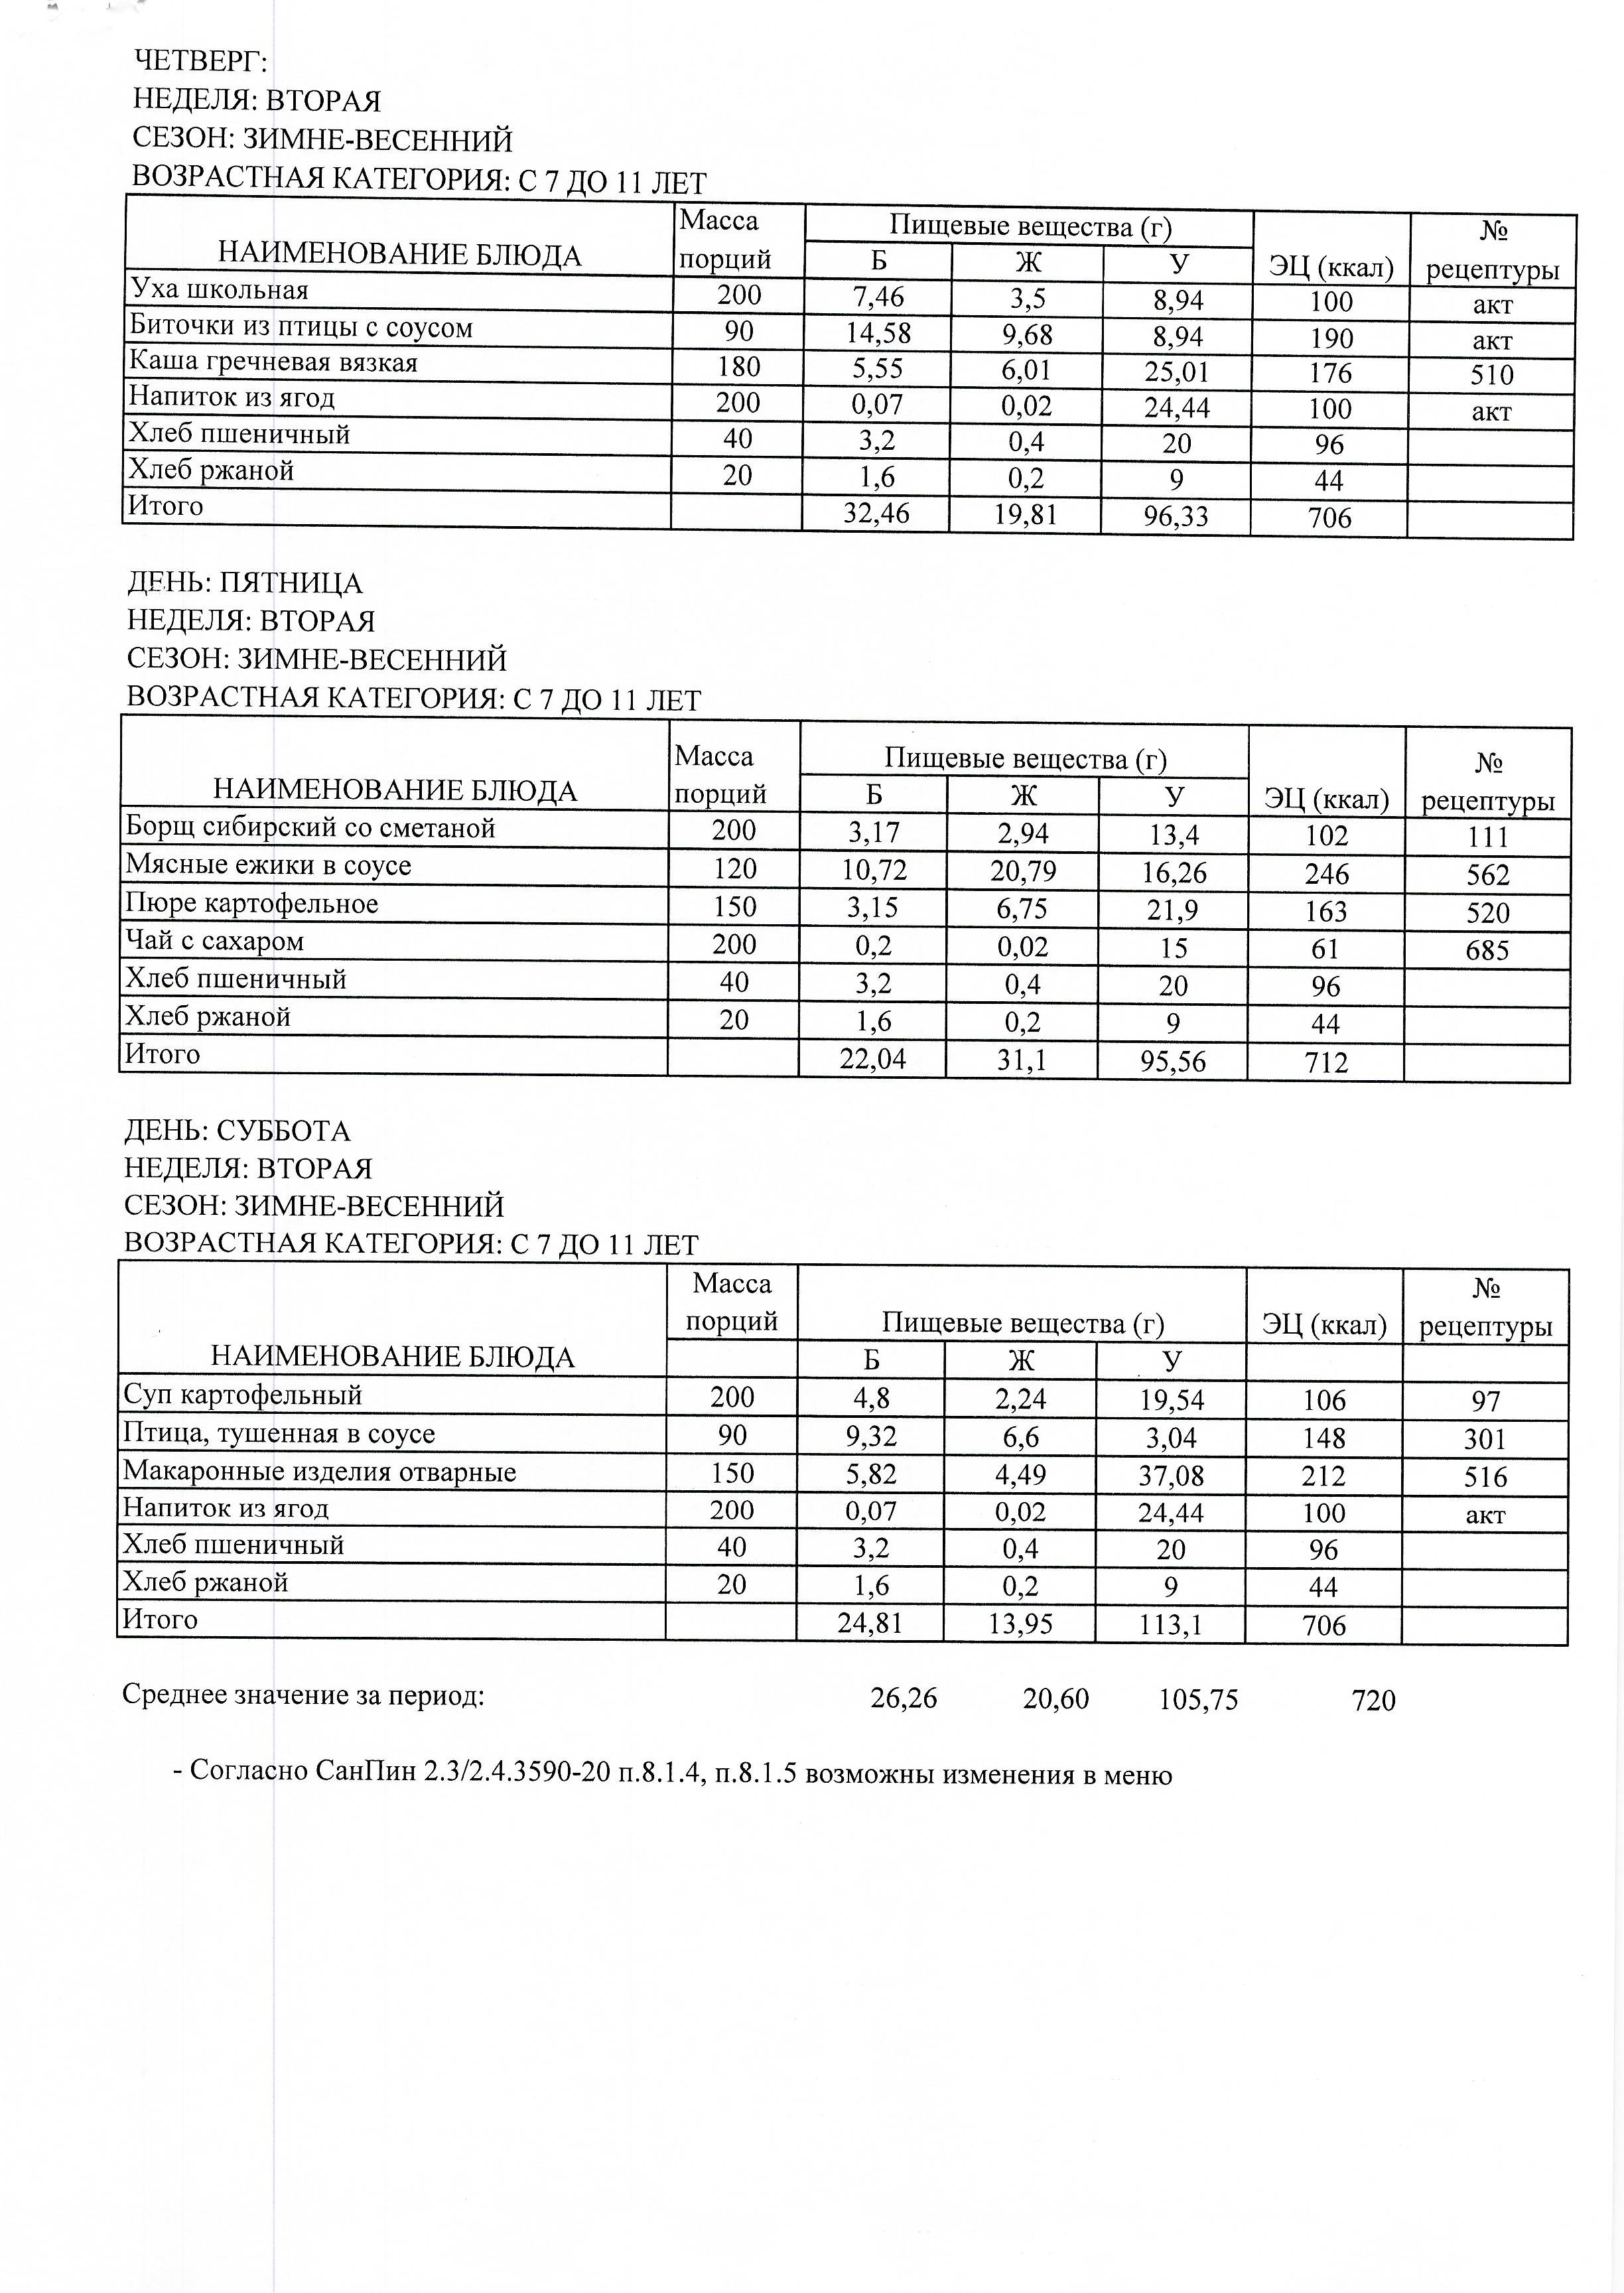 ЧЕТВЕРГ:
НЕДЕЛЯ: ВТОРАЯ
СЕЗОН: ЗИМНЕ-ВЕСЕННИЙ
ВОЗРАСТНАЯ КАТЕГОРИЯ: С 7 ДО 11 ЛЕТ
НАИМЕНОВАНИЕ БЛЮДА Масса порций Пищевые вещества (г) ЭЦ (ккал) № рецептуры
Б Ж У
Уха школьная 200 7,46 3,5 8,94 100 акт
Биточки из птицы с соусом 90 14,58 9,68 8,94 190 акт
Каша гречневая вязкая 180 5,55 6,01 25,01 176 510
Напиток из ягод 200 0,07 0,02 24,44 100 акт
Хлеб пшеничный 40 3,2 0,4 20 96
Хлеб ржаной 20 1,6 0,2 9 44
Итого 32,46 19,81 96,33 706
ДЕНЬ: ПЯТНИЦА
НЕДЕЛЯ: ВТОРАЯ
СЕЗОН: ЗИМНЕ-ВЕСЕННИЙ
ВОЗРАСТНАЯ КАТЕГОРИЯ: С 7 ДО 11 ЛЕТ
НАИМЕНОВАНИЕ БЛЮДА Масса порций Пищевые вещества (г) ЭЦ (ккал) № рецептуры
Б Ж У
Борщ сибирский со сметаной 200 3,17 2,94 13,4 102 111
Мясные ежики в соусе 120 10,72 20,79 16,26 246 562
Пюре картофельное 150 3,15 6,75 21,9 163 520
Чай с сахаром 200 0,2 0,02 15 61 685
Хлеб пшеничный 40 3,2 0,4 20 96
Хлеб ржаной 20 1,6 0,2 9 44
Итого 22,04 31,1 95,56 712
ДЕНЬ: СУББОТА
НЕДЕЛЯ: ВТОРАЯ
СЕЗОН: ЗИМНЕ-ВЕСЕННИЙ
ВОЗРАСТНАЯ КАТЕГОРИЯ: С 7 ДО 11 ЛЕТ
НАИМЕНОВАНИЕ БЛЮДА Масса порций Пищевые вещества (г) ЭЦ (ккал) № рецептуры
Б Ж У
Суп картофельный 200 4,8 2,24 19,54 106 97
Птица, тушенная в соусе 90 9,32 6,6 3,04 148 301
Макаронные изделия отварные 150 5,82 4,49 37,08 212 516
Напиток из ягод 200 0,07 0,02 24,44 100 акт
Хлеб пшеничный 40 3,2 0,4 20 96
Хлеб ржаной 20 1,6 0,2 9 44
Итого 24,81 13,95 113,1 706
Среднее значение за период: 26,26 20,60 105,75 720
- Согласно СанПин 2.3/2.4.3590-20 п.8.1.4, п.8.1.5 возможны изменения в меню